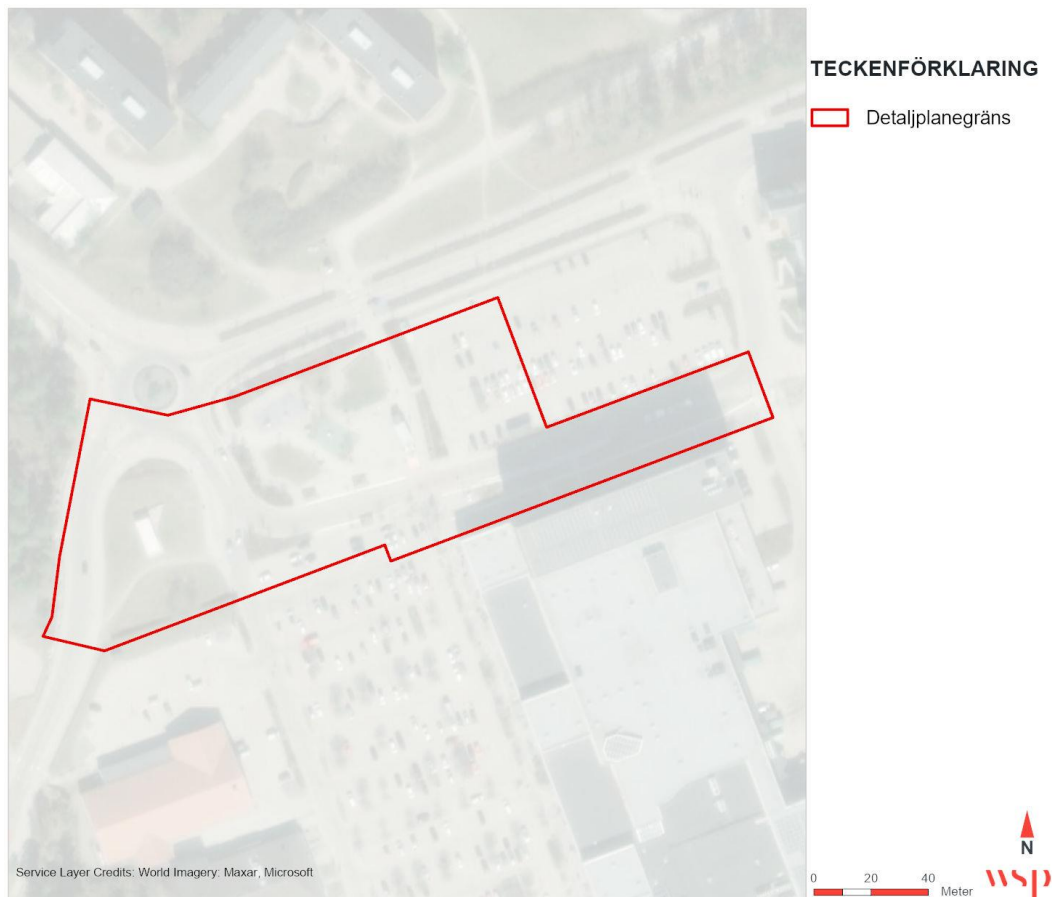 TECKENFÖRKLARING
Detaljplanegräns
Service Layer Credits: World Imagery: Maxar, Microsoft
N
0 20 40
Meter
wsp